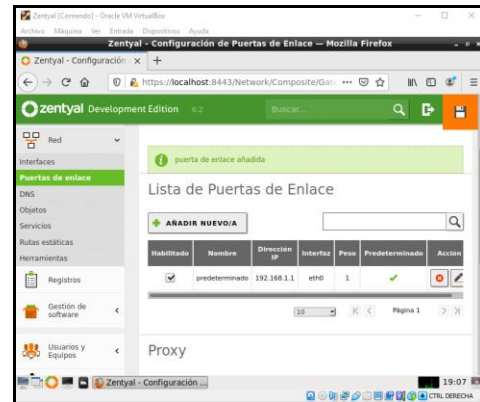 Zentyal [Corriendo] - Oracle VM VirtualBox
Archivo Máquina Ver Entrada Dispositivos Ayuda
Zentyal - Configuración de Puertas de Enlace — Mozilla Firefox
Zentyal - Configuración
https://localhost:8443/Network/Composite/Gat
zentyal Development Edition 6.2
Buscar...
Red
Interfaces
Puertas de enlace
DNS
Objetos
Servicios
Rutas estáticas
Herramientas
Registros
Gestión de software
Usuarios y Equipos
puerta de enlace añadida
Lista de Puertas de Enlace
AÑADIR NUEVO/A
Habilitado Nombre Dirección IP Interfaz Peso Predeterminado Acción
predeterminado 192.168.1.1 eth0 1
10 Página 1
Proxy
Zentyal - Configuración ...
19:07
CTRL DERECHA